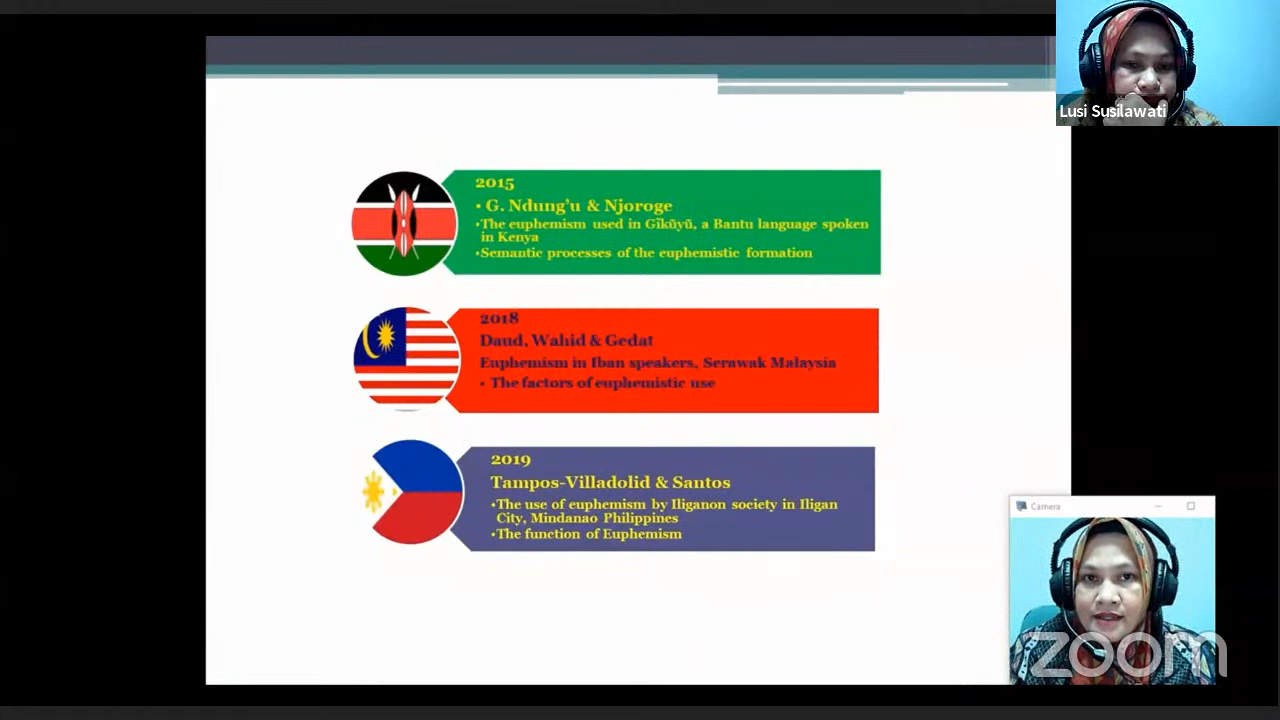 Lusi Susilawati
2015
• G. Ndung'u & Njoroge
•The euphemism used in Gĩkũyũ, a Bantu language spoken
in Kenya
•Semantic processes of the euphemistic formation
2018
Daud, Wahid & Gedat
Euphemism in Iban speakers, Serawak Malaysia
• The factors of euphemistic use
2019
Tampos-Villadolid & Santos
•The use of euphemism by Iliganon society in Iligan
City, Mindanao Philippines
•The function of Euphemism
Camera
zoom